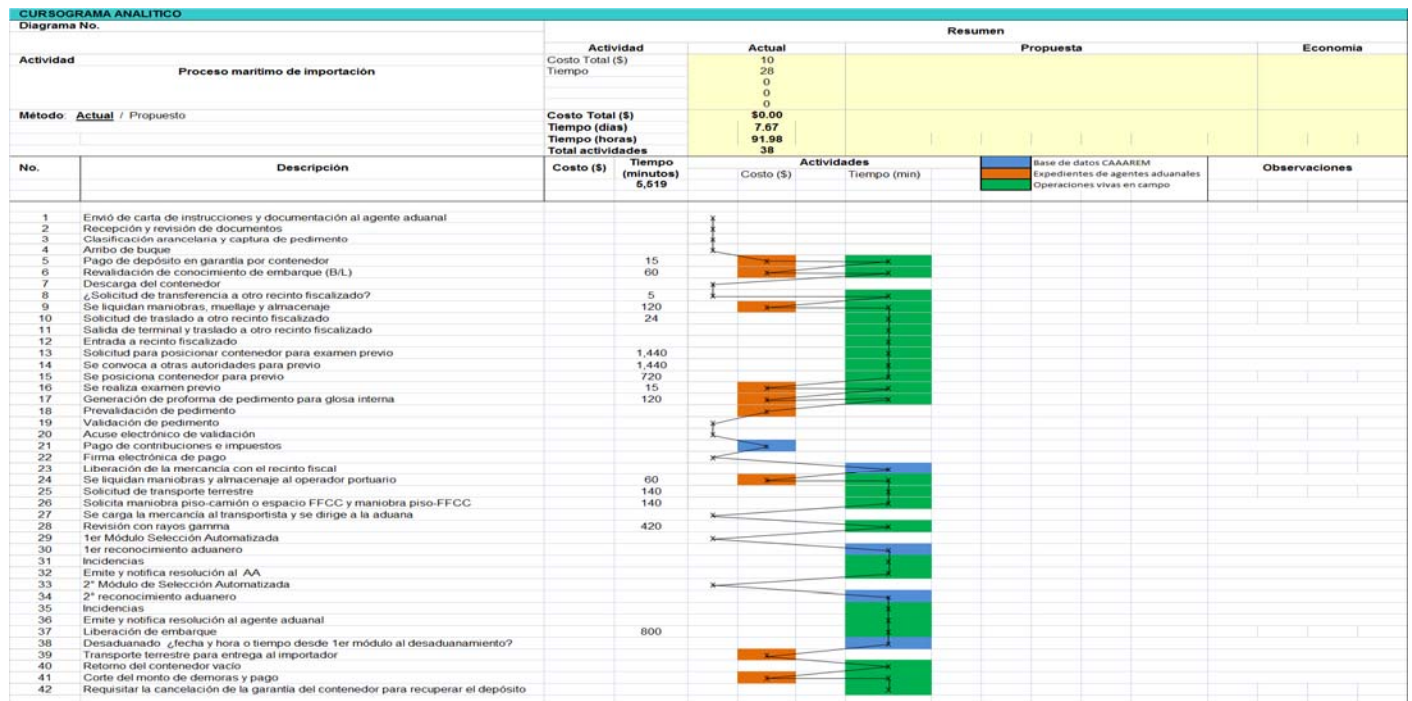 CURSOGRAMA ANALITICO
Diagrama No.
Resumen
Actividad Actual Propuesta Economia
Actividad Costo Total ($) 10
Proceso marítimo de importación Tiempo 28
0
0
0
Método: Actual / Propuesto Costo Total ($) $0.00
Tiempo (días) 7.67
Tiempo (horas) 91.98
Total actividades 38
No. Descripción Costo ($) Tiempo (minutos) 5,519 Actividades Costo ($) Tiempo (min) Observaciones
Base de datos CAAAREM
Expedientes de agentes aduanales
Operaciones vivas en campo
1 Envió de carta de instrucciones y documentación al agente aduanal
2 Recepción y revisión de documentos
3 Clasificación arancelaria y captura de pedimento
4 Arribo de buque
5 Pago de depósito en garantía por contenedor 15
6 Revalidación de conocimiento de embarque (B/L) 60
7 Descarga del contenedor
8 ¿Solicitud de transferencia a otro recinto fiscalizado? 5
9 Se liquidan maniobras, muellaje y almacenaje 120
10 Solicitud de traslado a otro recinto fiscalizado 24
11 Salida de terminal y traslado a otro recinto fiscalizado
12 Entrada a recinto fiscalizado
13 Solicitud para posicionar contenedor para examen previo 1,440
14 Se convoca a otras autoridades para previo 1,440
15 Se posiciona contenedor para previo 720
16 Se realiza examen previo 15
17 Generación de proforma de pedimento para glosa interna 120
18 Prevalidación de pedimento
19 Validación de pedimento
20 Acuse electrónico de validación
21 Pago de contribuciones e impuestos
22 Firma electrónica de pago
23 Liberación de la mercancía con el recinto fiscal
24 Se liquidan maniobras y almacenaje al operador portuario 60
25 Solicitud de transporte terrestre 140
26 Solicita maniobra piso-camión o espacio FFCC y maniobra piso-FFCC 140
27 Se carga la mercancía al transportista y se dirige a la aduana
28 Revisión con rayos gamma 420
29 1er Módulo Selección Automatizada
30 1er reconocimiento aduanero
31 Incidencias
32 Emite y notifica resolución al AA
33 2° Módulo de Selección Automatizada
34 2° reconocimiento aduanero
35 Incidencias
36 Emite y notifica resolución al agente aduanal
37 Liberación de embarque 800
38 Desaduanado ¿fecha y hora o tiempo desde 1er módulo al desaduanamiento?
39 Transporte terrestre para entrega al importador
40 Retorno del contenedor vacío
41 Corte del monto de demoras y pago
42 Requisitar la cancelación de la garantía del contenedor para recuperar el depósito